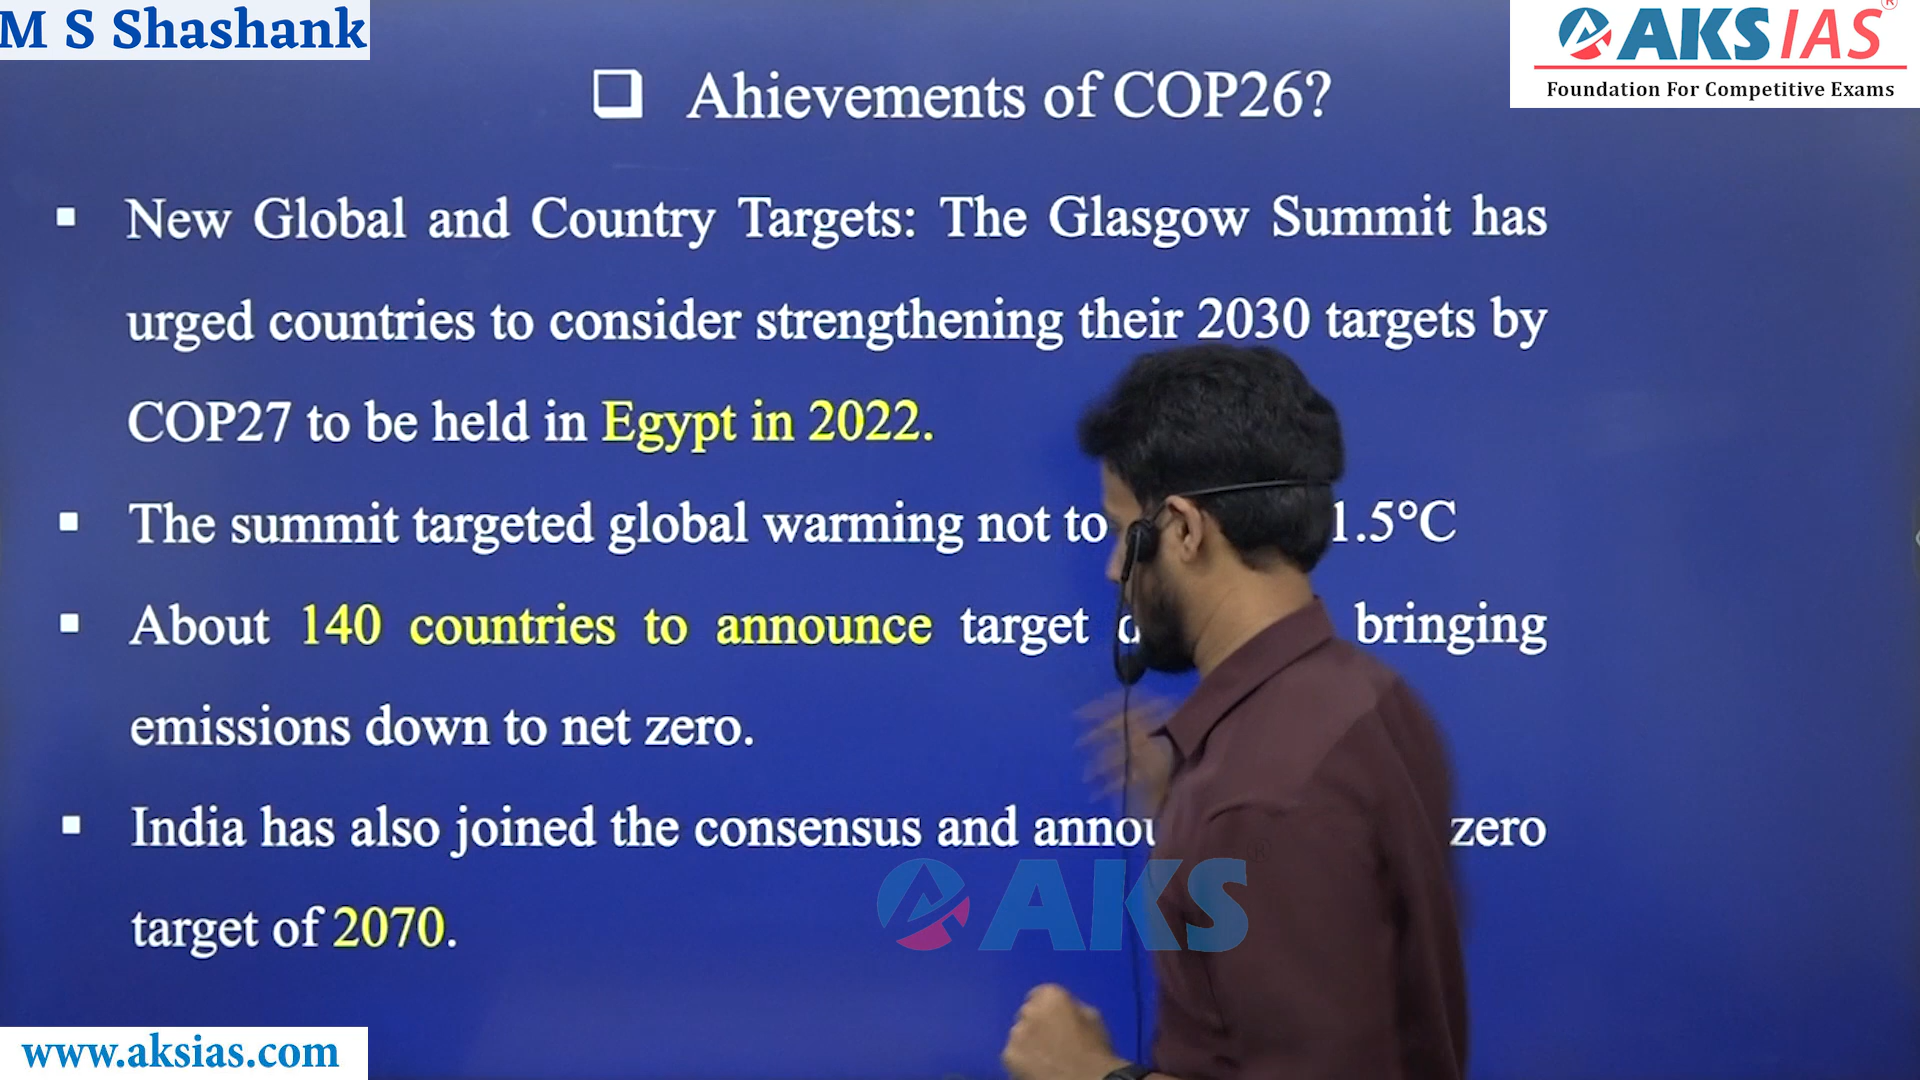 M S Shashank
AKS IAS®
Foundation For Competitive Exams
Ahievements of COP26?
New Global and Country Targets: The Glasgow Summit has
urged countries to consider strengthening their 2030 targets by
COP27 to be held in Egypt in 2022.
The summit targeted global warming not to 1.5°C
About 140 countries to announce target bringing
emissions down to net zero.
India has also joined the consensus and zero
target of 2070.
AKS®
www.aksias.com